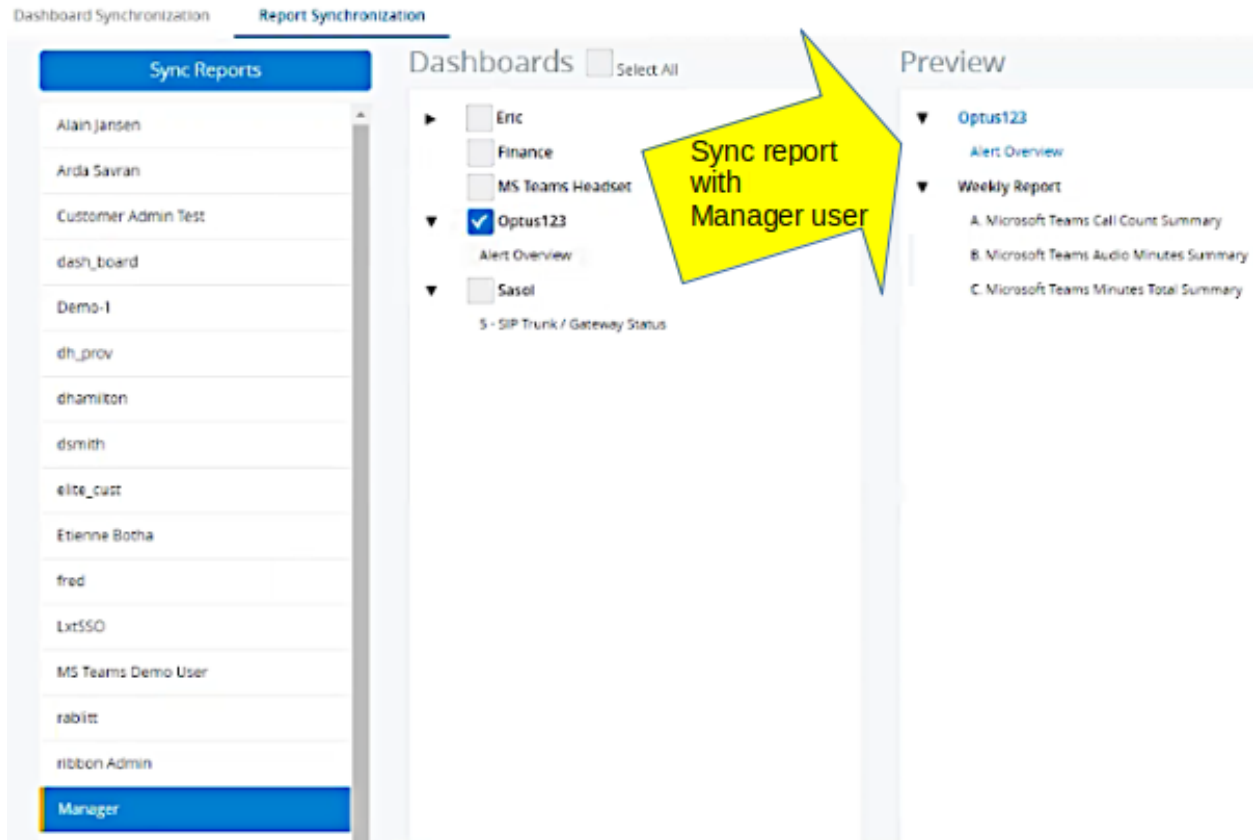 Dashboard Synchronization
Report Synchronization
Sync Reports
Alain Jansen
Arda Savran
Customer Admin Test
dash_board
Demo-1
dh_prov
dhamilton
dsmith
elite_cust
Etienne Botha
fred
LxtSSO
MS Teams Demo User
rablitt
ribbon Admin
Manager
Dashboards
Select All
Eric
Finance
MS Teams Headset
Optus123
Alert Overview
Sasol
5 - SIP Trunk / Gateway Status
Sync report
with
Manager user
Preview
Optus123
Alert Overview
Weekly Report
A. Microsoft Teams Call Count Summary
B. Microsoft Teams Audio Minutes Summary
C. Microsoft Teams Minutes Total Summary